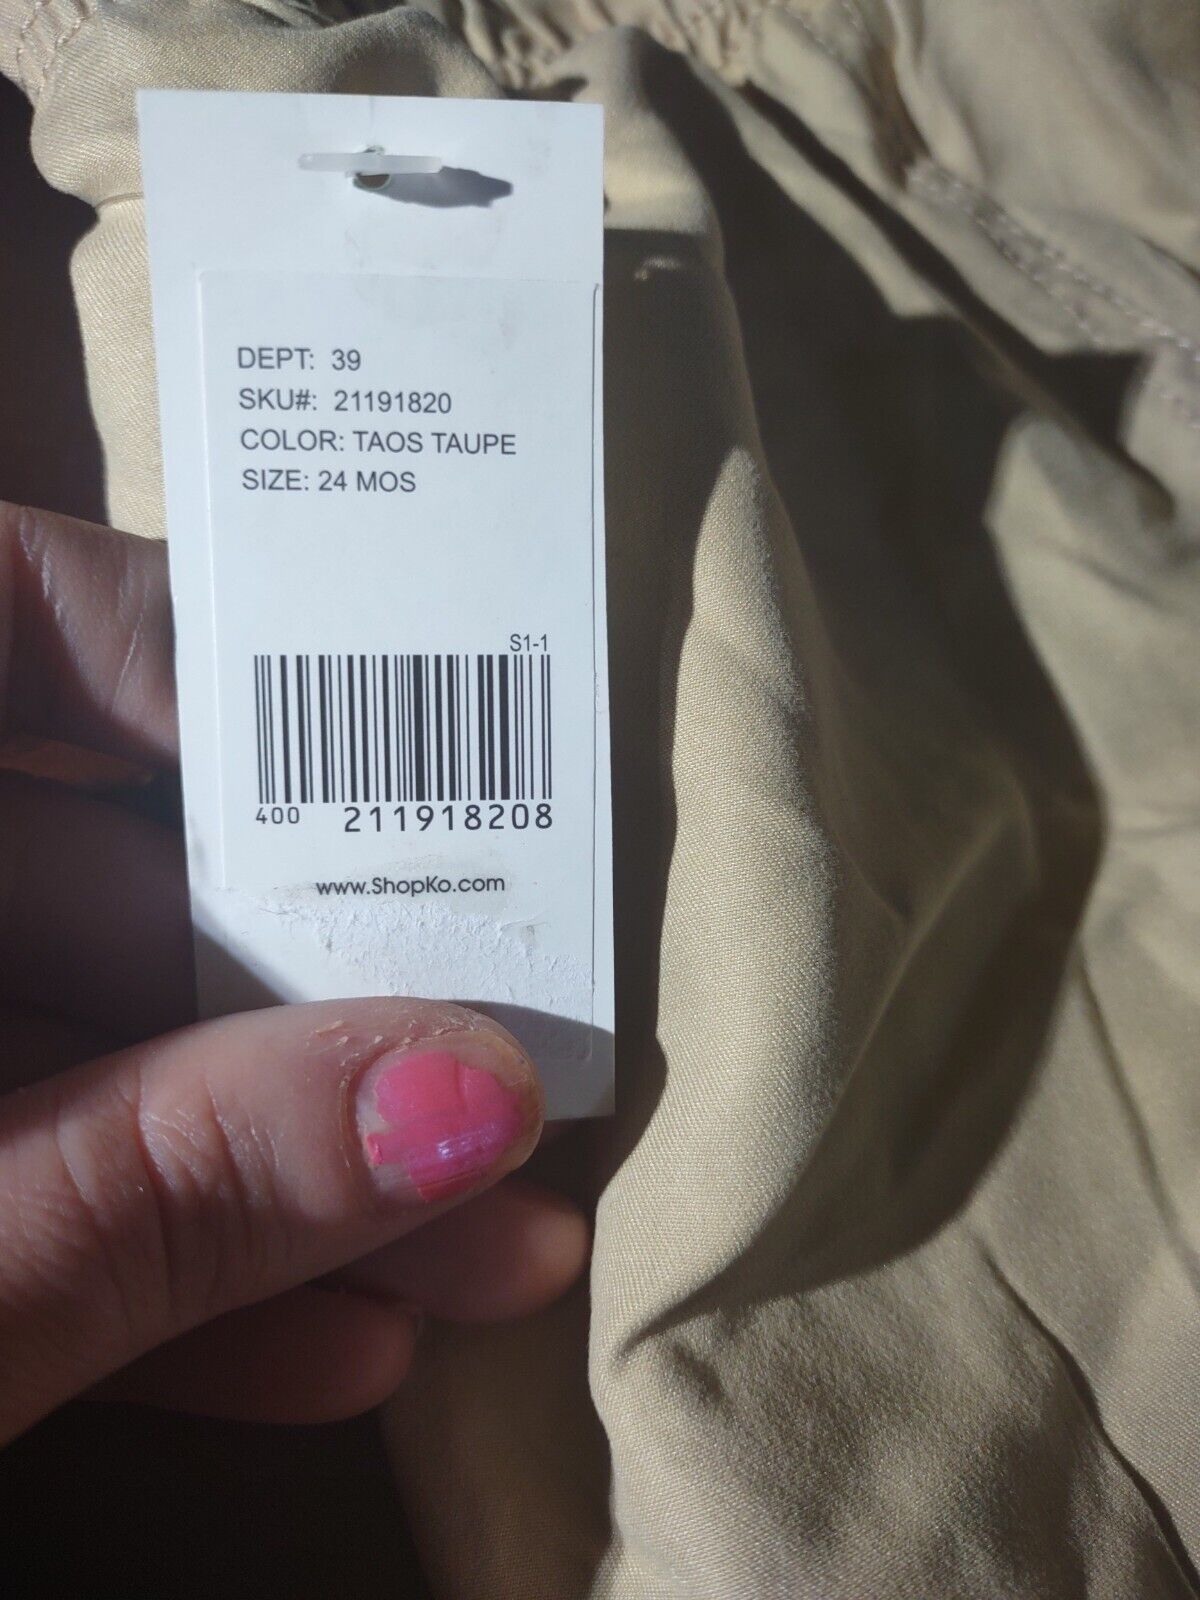 DEPT: 39
SKU#: 21191820
COLOR: TAOS TAUPE
SIZE: 24 MOS
S1-1
400 211918208
www.ShopKo.com